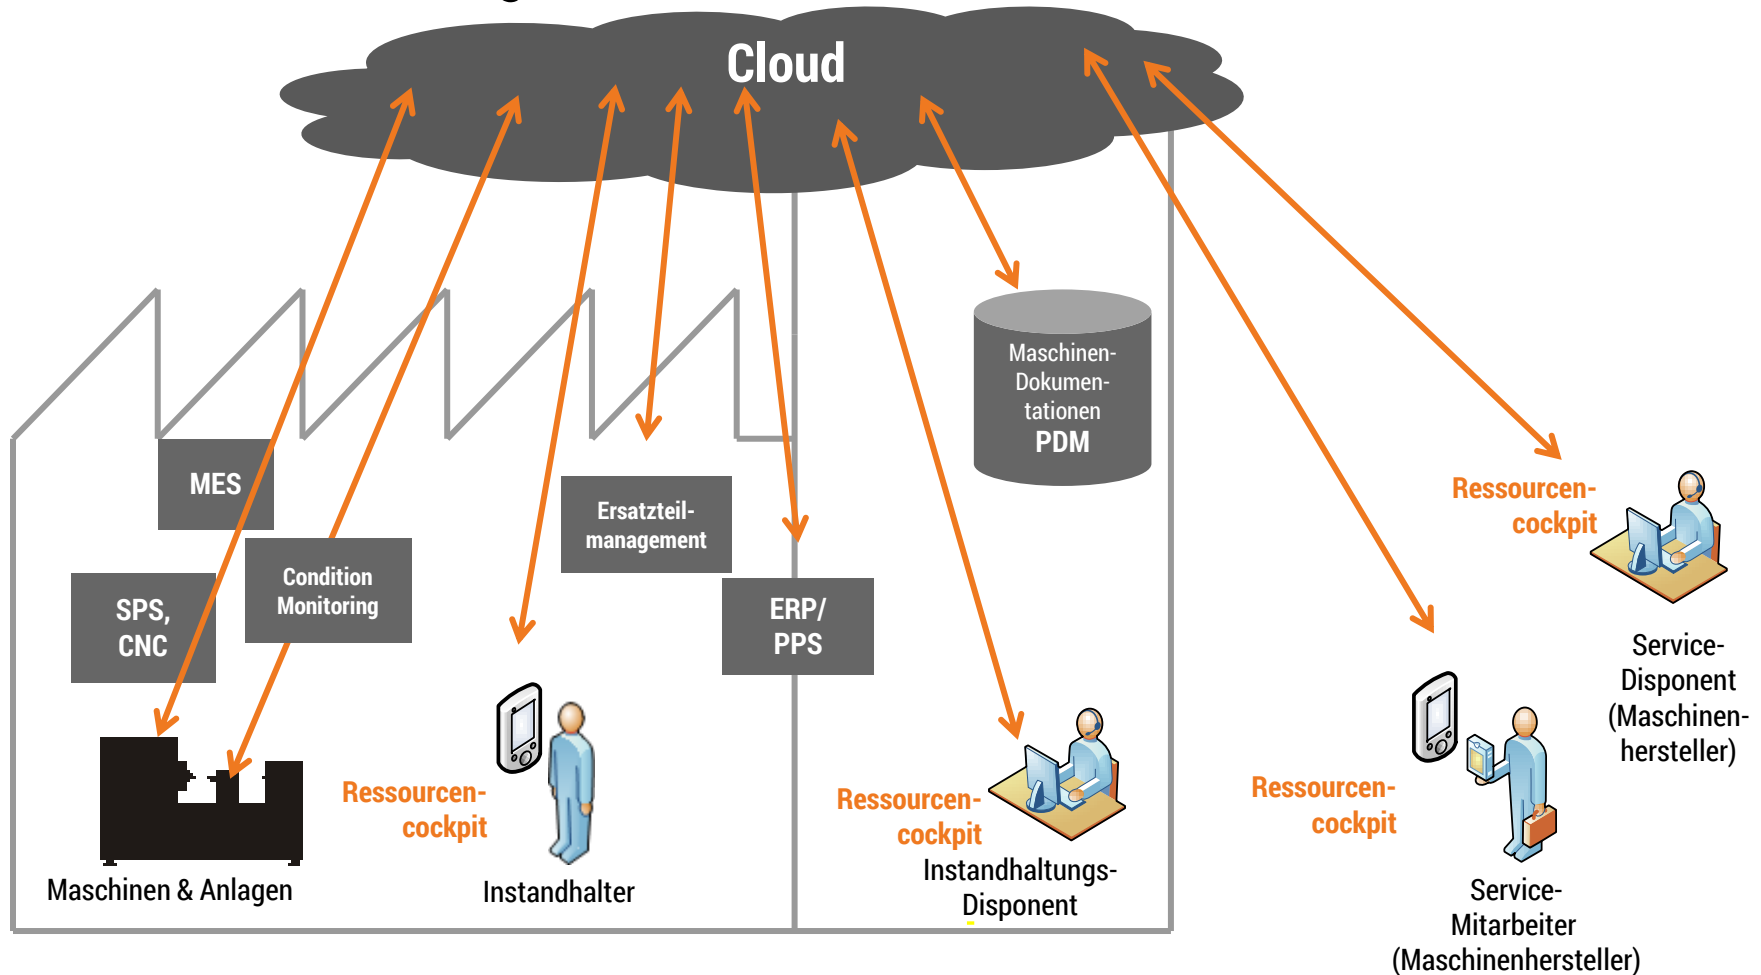 Cloud
Maschinen-
Dokumen-
tationen
PDM
MES
Ersatzteil-
management
Ressourcen-
cockpit
Condition
Monitoring
SPS,
CNC
ERP/
PPS
Service-
Disponent
(Maschinen-
hersteller)
Ressourcen-
cockpit
Ressourcen-
cockpit
Ressourcen-
cockpit
Maschinen & Anlagen
Instandhalter
Instandhaltungs-
Disponent
Service-
Mitarbeiter
(Maschinenhersteller)